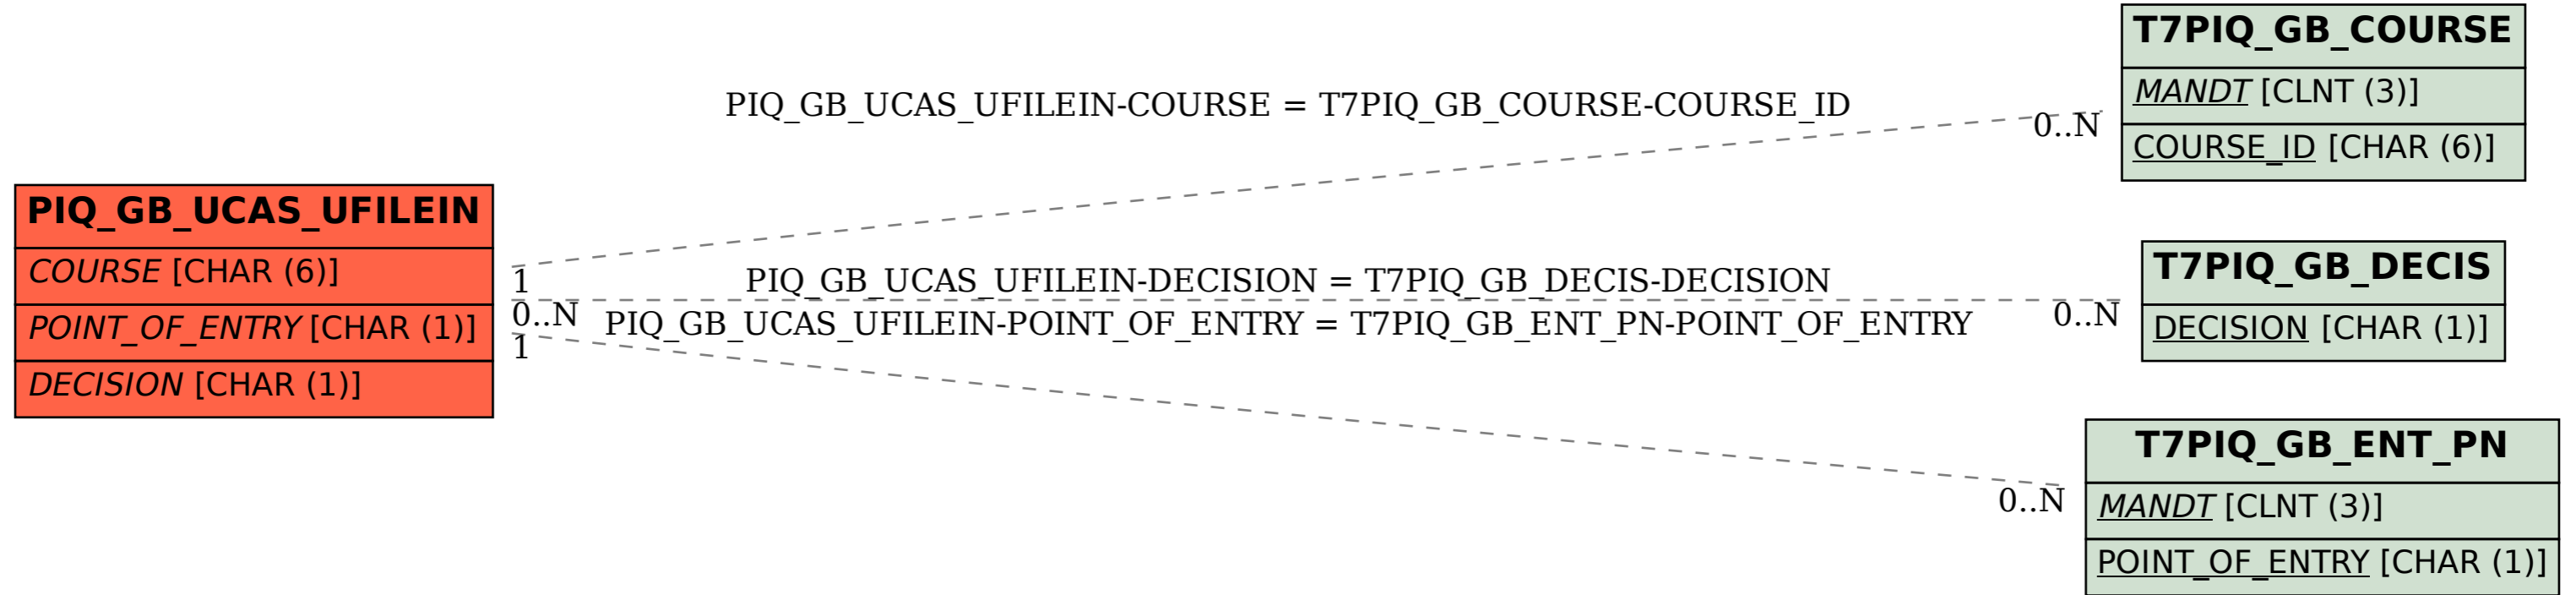 PIQ_GB_UCAS_UFILEIN
COURSE [CHAR (6)]
POINT_OF_ENTRY [CHAR (1)]
DECISION [CHAR (1)]
PIQ_GB_UCAS_UFILEIN-COURSE = T7PIQ_GB_COURSE-COURSE_ID
1
0..N
PIQ_GB_UCAS_UFILEIN-DECISION = T7PIQ_GB_DECIS-DECISION
0..N
0..N
PIQ_GB_UCAS_UFILEIN-POINT_OF_ENTRY = T7PIQ_GB_ENT_PN-POINT_OF_ENTRY
1
0..N
T7PIQ_GB_COURSE
MANDT [CLNT (3)]
COURSE_ID [CHAR (6)]
T7PIQ_GB_DECIS
DECISION [CHAR (1)]
T7PIQ_GB_ENT_PN
MANDT [CLNT (3)]
POINT_OF_ENTRY [CHAR (1)]